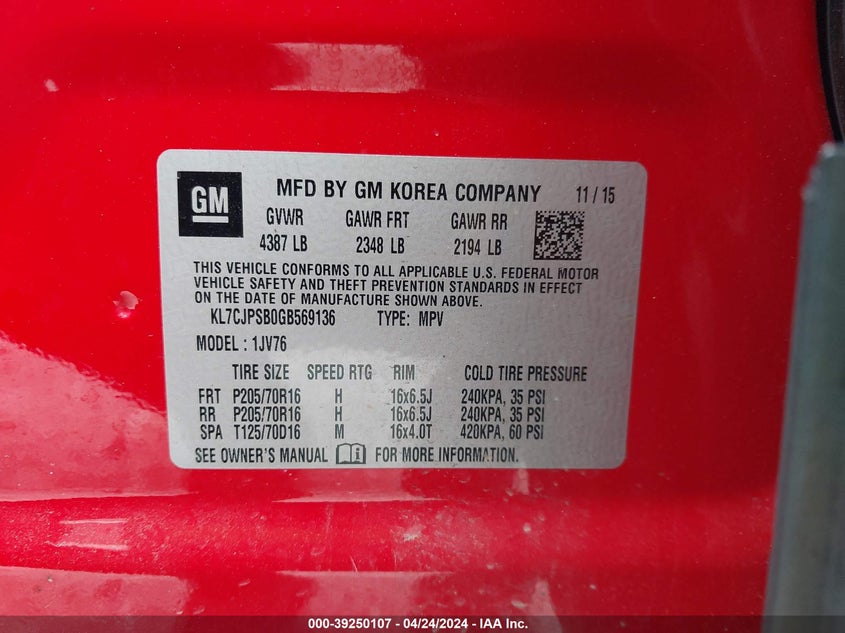 GM MFD BY GM KOREA COMPANY 11 / 15
GVWR GAWR FRT GAWR RR
4387 LB 2348 LB 2194 LB
THIS VEHICLE CONFORMS TO ALL APPLICABLE U.S. FEDERAL MOTOR
VEHICLE SAFETY AND THEFT PREVENTION STANDARDS IN EFFECT
ON THE DATE OF MANUFACTURE SHOWN ABOVE.
KL7CJPSB0GB569136 TYPE: MPV
MODEL : 1JV76
TIRE SIZE SPEED RTG RIM COLD TIRE PRESSURE
FRT P205/70R16 H 16x6.5J 240KPA, 35 PSI
RR P205/70R16 H 16x6.5J 240KPA, 35 PSI
SPA T125/70D16 M 16x4.0T 420KPA, 60 PSI
SEE OWNER'S MANUAL FOR MORE INFORMATION.
000-39250107 - 04/24/2024 - IAA Inc.